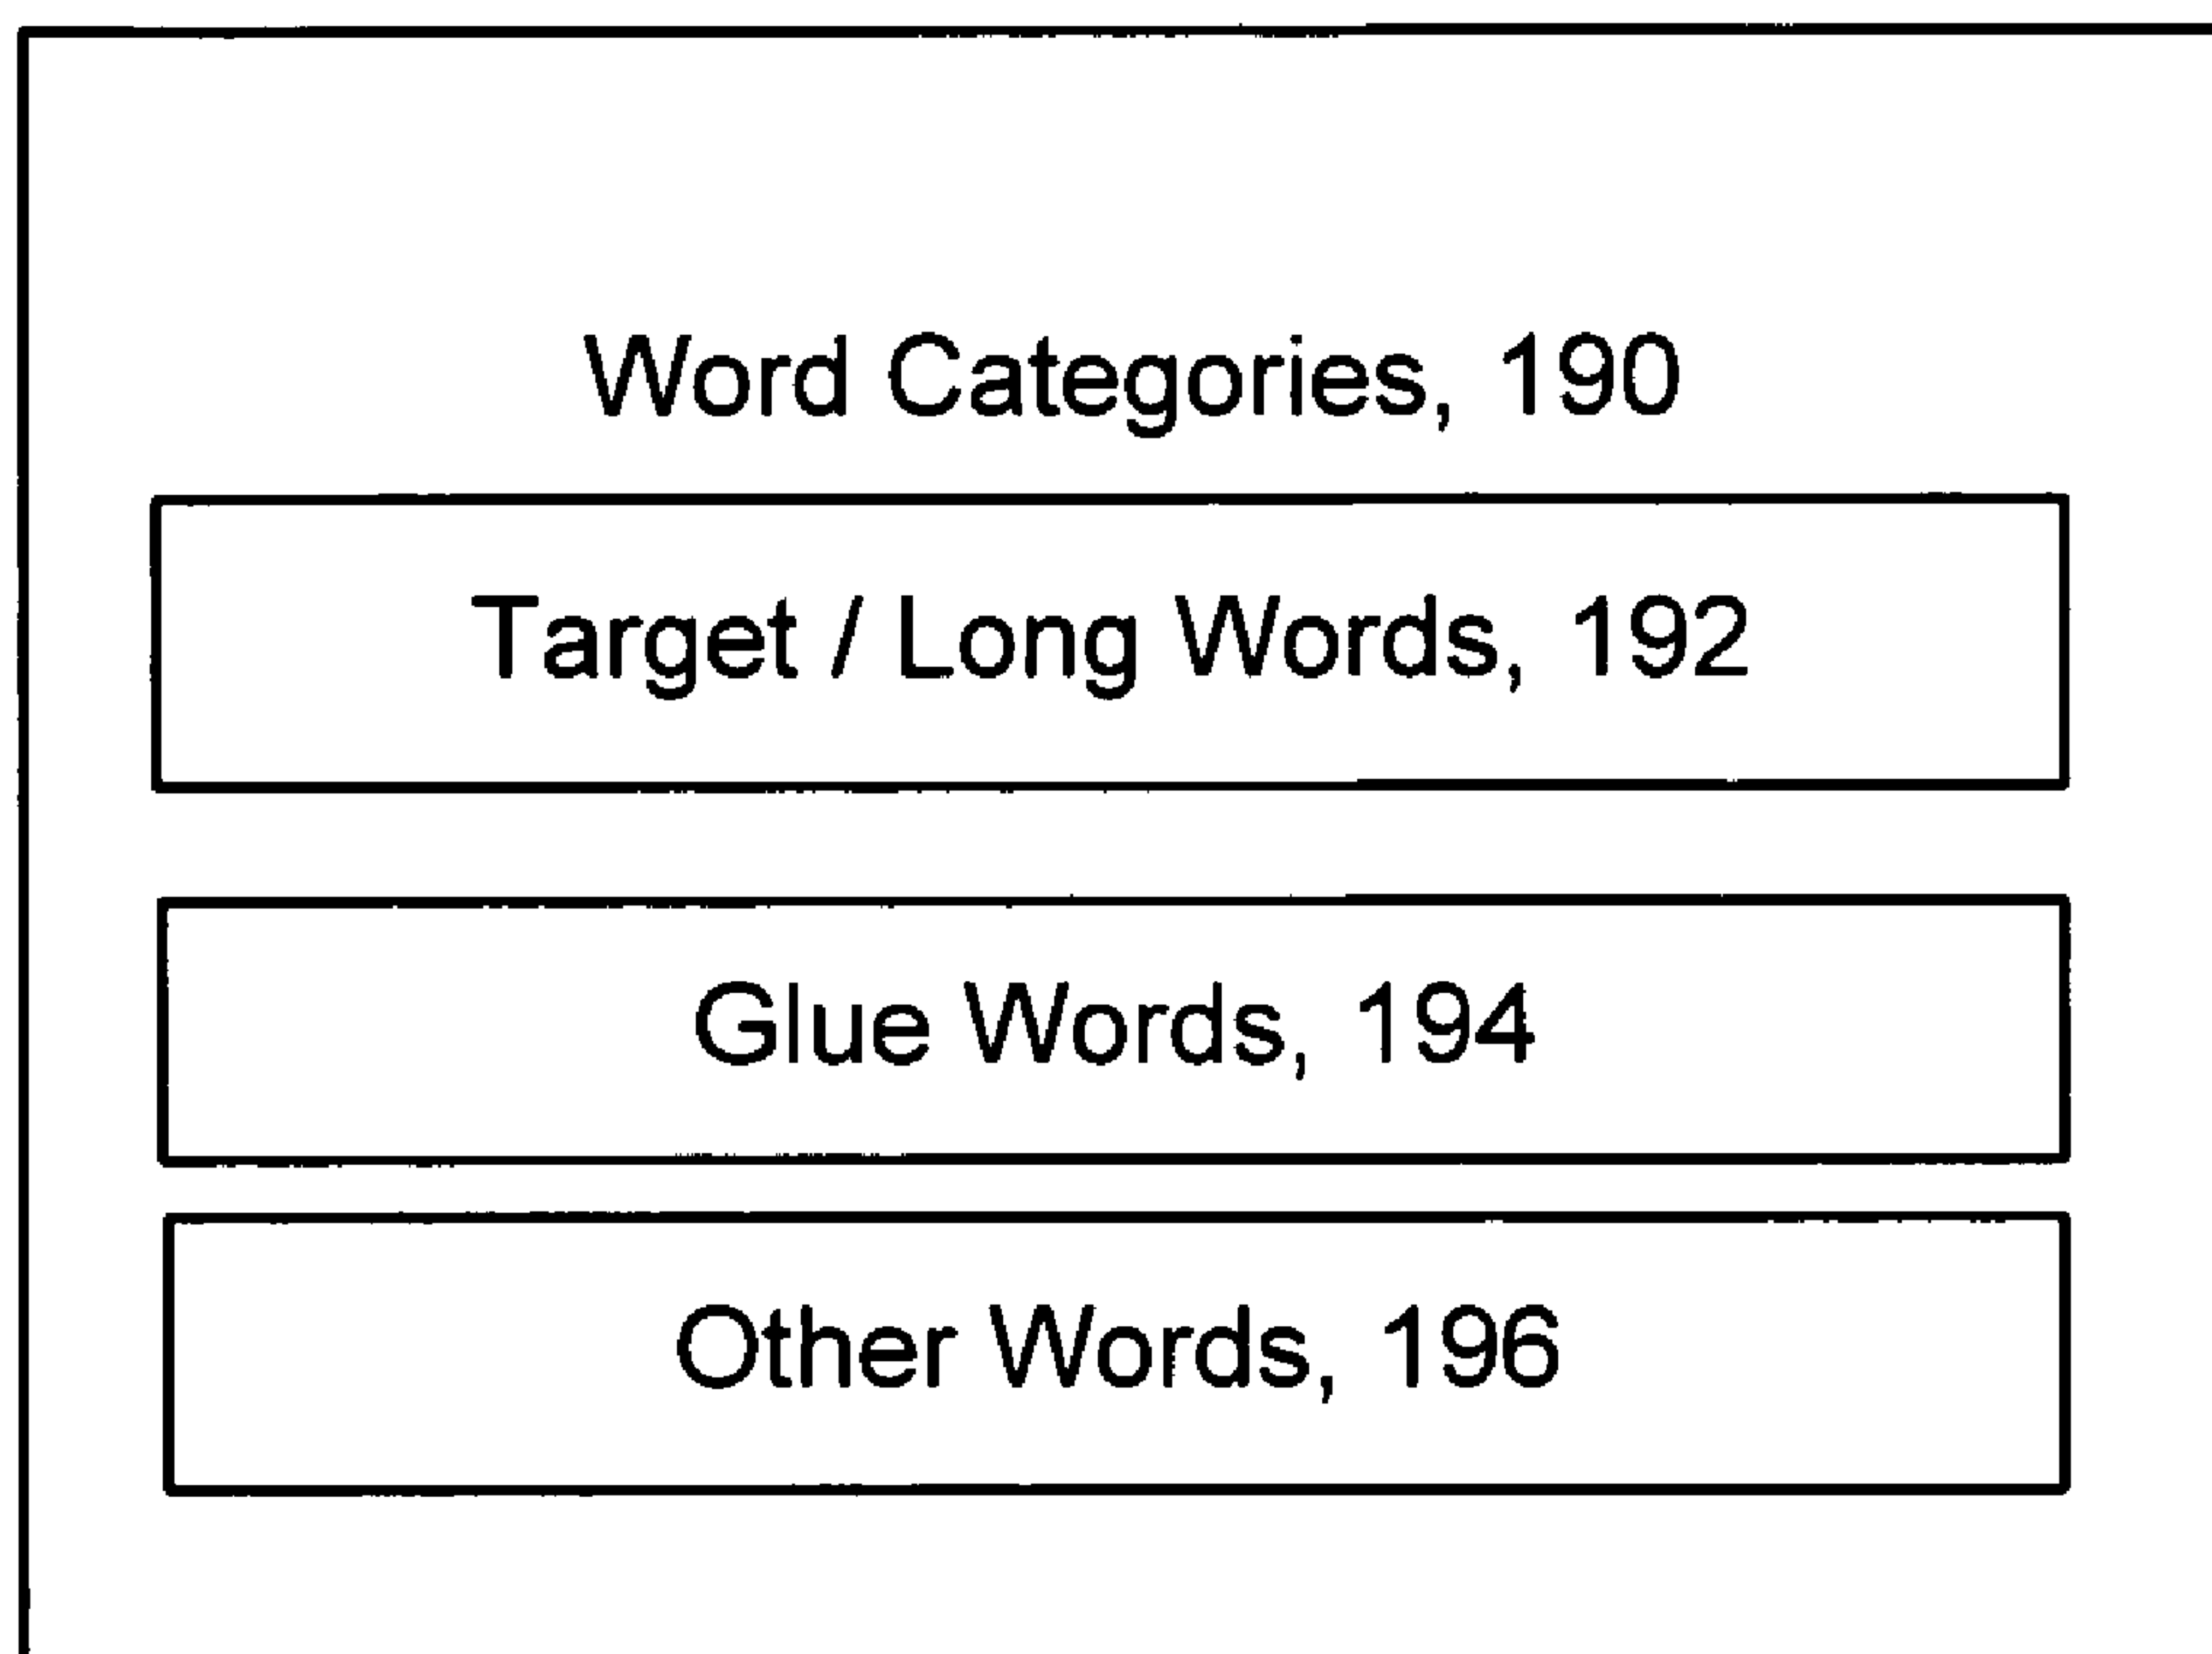 Word Categories, 190
Target / Long Words, 192
Glue Words, 194
Other Words, 196